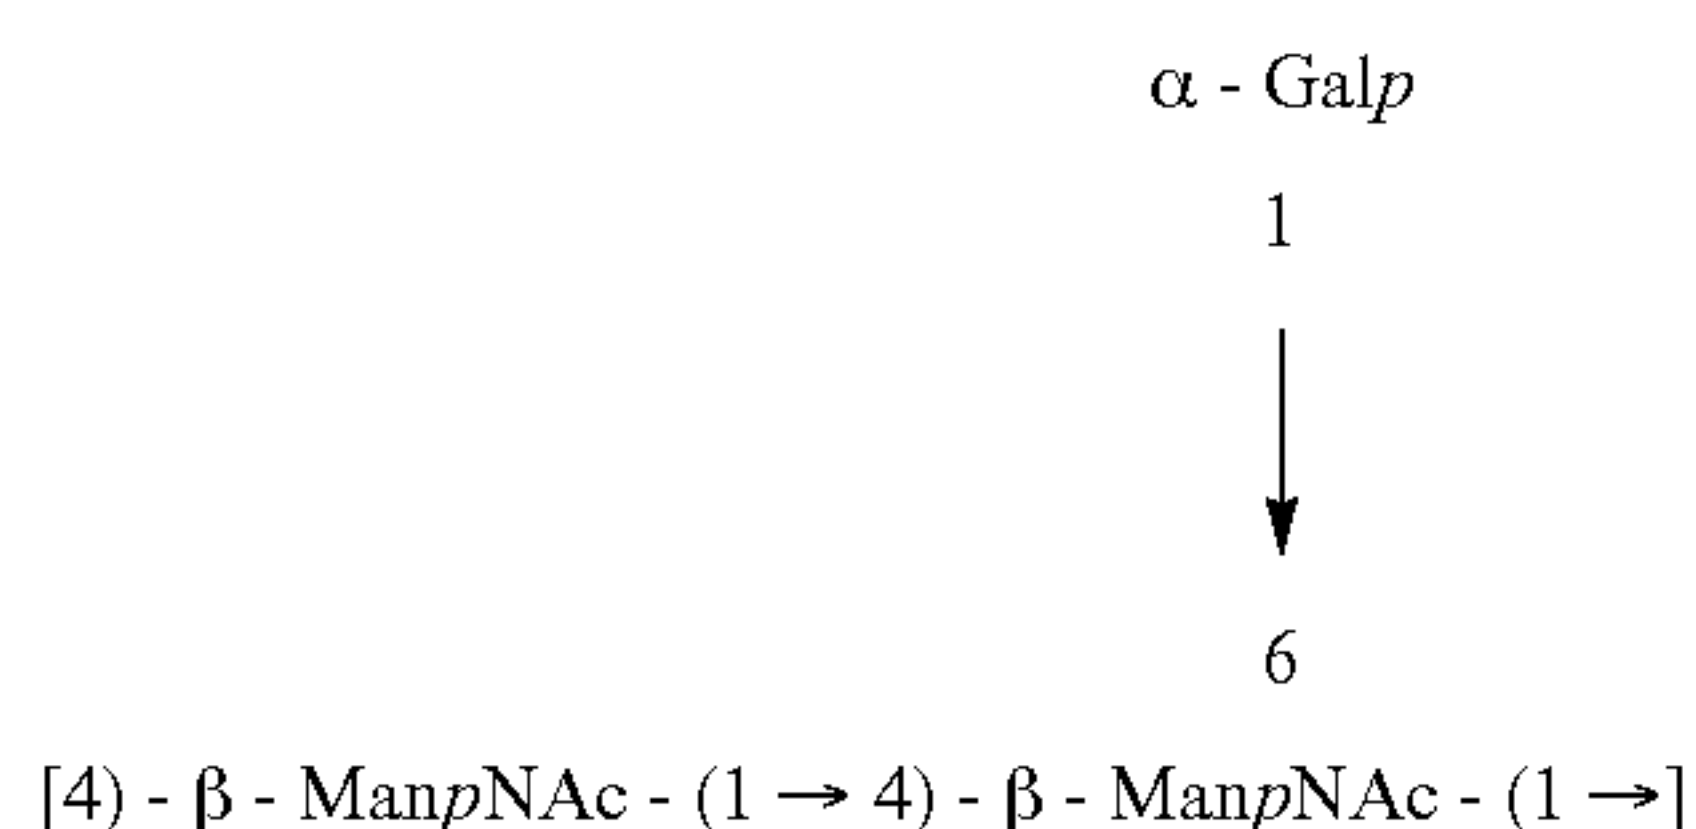 α - Galp
1
6
[4) - β - ManpNAc - (1 → 4) - β - ManpNAc - (1 →]